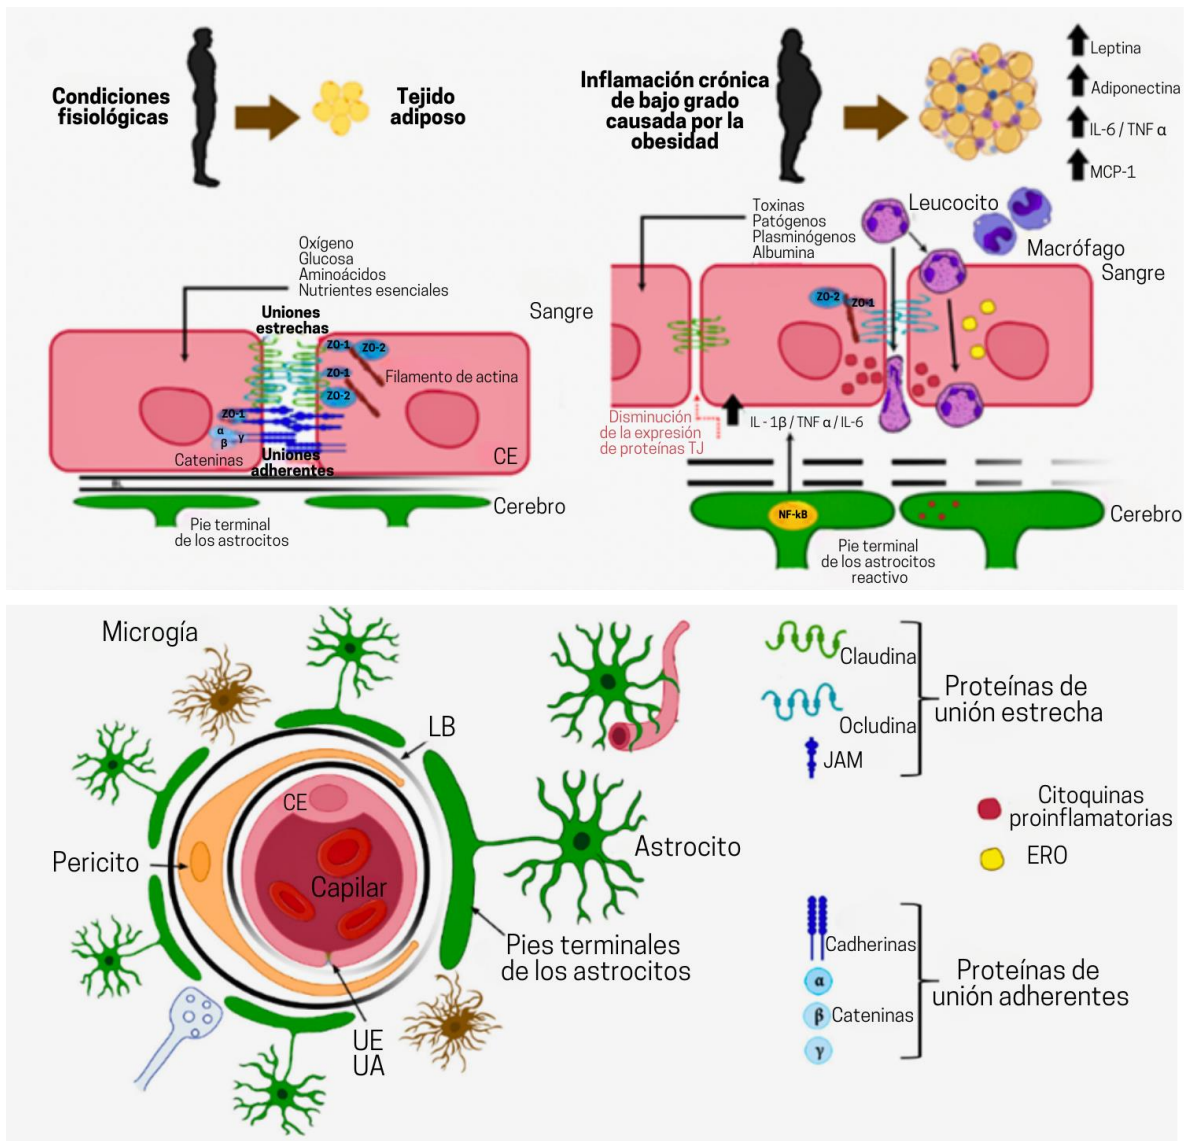 Condiciones
fisiológicas
Tejido
adiposo
Inflamación crónica
de bajo grado
causada por la
obesidad
Leptina
Adiponectina
IL-6 / TNF α
MCP-1
Oxígeno
Glucosa
Aminoácidos
Nutrientes esenciales
Uniones
estrechas
Sangre
ZO-1
ZO-2
ZO-1
ZO-2
Filamento de actina
ZO-1
α
β
γ
Cateninas
Uniones
adherentes
CE
BL
Cerebro
Pie terminal
de los astrocitos
Toxinas
Patógenos
Plasminógenos
Albumina
Leucocito
Macrófago
Sangre
ZO-2
ZO-1
Disminución
de la expresión
de proteínas TJ
IL - 1β / TNF α / IL-6
NF-kB
Cerebro
Pie terminal
de los astrocitos
reactivo
Microgía
LB
CE
Pericito
Capilar
Astrocito
Pies terminales
de los astrocitos
UE
UA
Claudina
Ocludina
JAM
Proteínas de
unión estrecha
Citoquinas
proinflamatorias
ERO
Cadherinas
α
β
Cateninas
γ
Proteínas de
unión adherentes